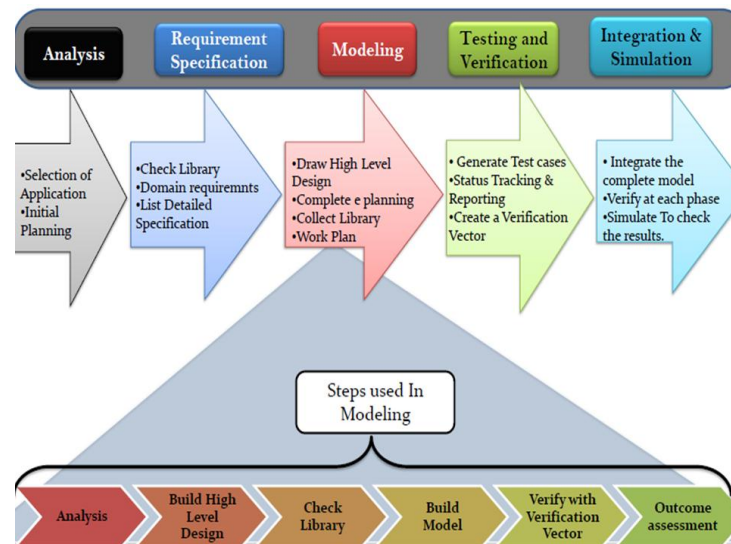 Analysis
Requirement
Specification
Modeling
Testing and
Verification
Integration &
Simulation
•Selection of
Application
•Initial
Planning
•Check Library
•Domain requiremnts
•List Detailed
Specification
•Draw High Level
Design
•Complete e planning
•Collect Library
•Work Plan
• Generate Test cases
•Status Tracking &
Reporting
•Create a Verification
Vector
• Integrate the
complete model
•Verify at each phase
•Simulate To check
the results.
Steps used In
Modeling
Analysis
Build High
Level
Design
Check
Library
Build
Model
Verify with
Verification
Vector
Outcome
assessment